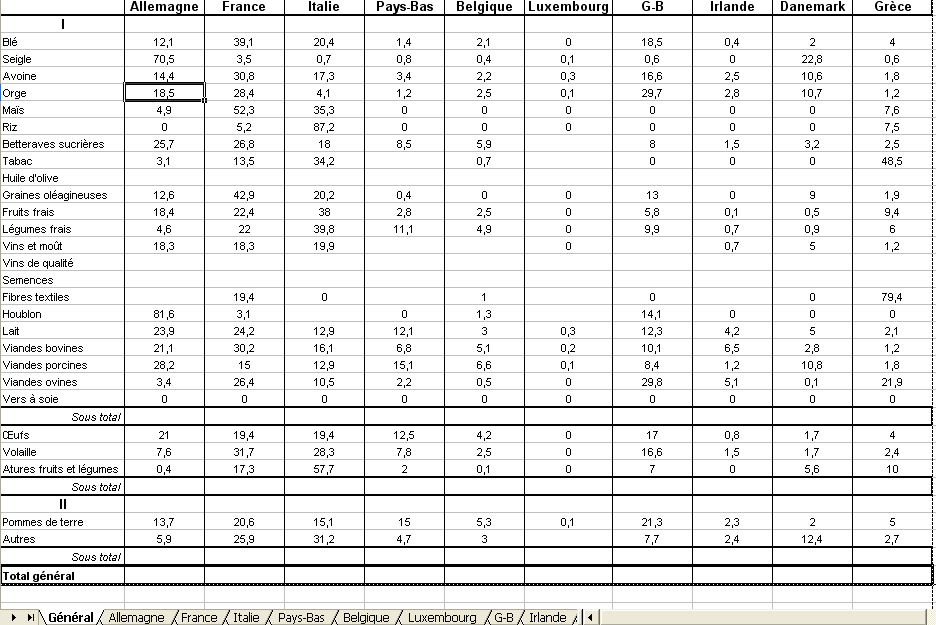 Allemagne France Italie Pays-Bas Belgique Luxembourg G-B Irlande Danemark Grèce
I
Blé 12,1 39,1 20,4 1,4 2,1 0 18,5 0,4 2 4
Seigle 70,5 3,5 0,7 0,8 0,4 0,1 0,6 0 22,8 0,6
Avoine 14,4 30,8 17,3 3,4 2,2 0,3 16,6 2,5 10,6 1,8
Orge 18,5 28,4 4,1 1,2 2,5 0,1 29,7 2,8 10,7 1,2
Maïs 4,9 52,3 35,3 0 0 0 0 0 0 7,6
Riz 0 5,2 87,2 0 0 0 0 0 0 7,5
Betteraves sucrières 25,7 26,8 18 8,5 5,9 8 1,5 3,2 2,5
Tabac 3,1 13,5 34,2 0,7 0 0 0 48,5
Huile d'olive
Graines oléagineuses 12,6 42,9 20,2 0,4 0 0 13 0 9 1,9
Fruits frais 18,4 22,4 38 2,8 2,5 0 5,8 0,1 0,5 9,4
Légumes frais 4,6 22 39,8 11,1 4,9 0 9,9 0,7 0,9 6
Vins et moût 18,3 18,3 19,9 0 0,7 5 1,2
Vins de qualité
Semences
Fibres textiles 19,4 0 1 0 0 79,4
Houblon 81,6 3,1 0 1,3 14,1 0 0 0
Lait 23,9 24,2 12,9 12,1 3 0,3 12,3 4,2 5 2,1
Viandes bovines 21,1 30,2 16,1 6,8 5,1 0,2 10,1 6,5 2,8 1,2
Viandes porcines 28,2 15 12,9 15,1 6,6 0,1 8,4 1,2 10,8 1,8
Viandes ovines 3,4 26,4 10,5 2,2 0,5 0 29,8 5,1 0,1 21,9
Vers à soie 0 0 0 0 0 0 0 0 0 0
Sous total
Œufs 21 19,4 19,4 12,5 4,2 0 17 0,8 1,7 4
Volaille 7,6 31,7 28,3 7,8 2,5 0 16,6 1,5 1,7 2,4
Atures fruits et légumes 0,4 17,3 57,7 2 0,1 0 7 0 5,6 10
Sous total
II
Pommes de terre 13,7 20,6 15,1 15 5,3 0,1 21,3 2,3 2 5
Autres 5,9 25,9 31,2 4,7 3 7,7 2,4 12,4 2,7
Sous total
Total général
Général Allemagne France Italie Pays-Bas Belgique Luxembourg G-B Irlande